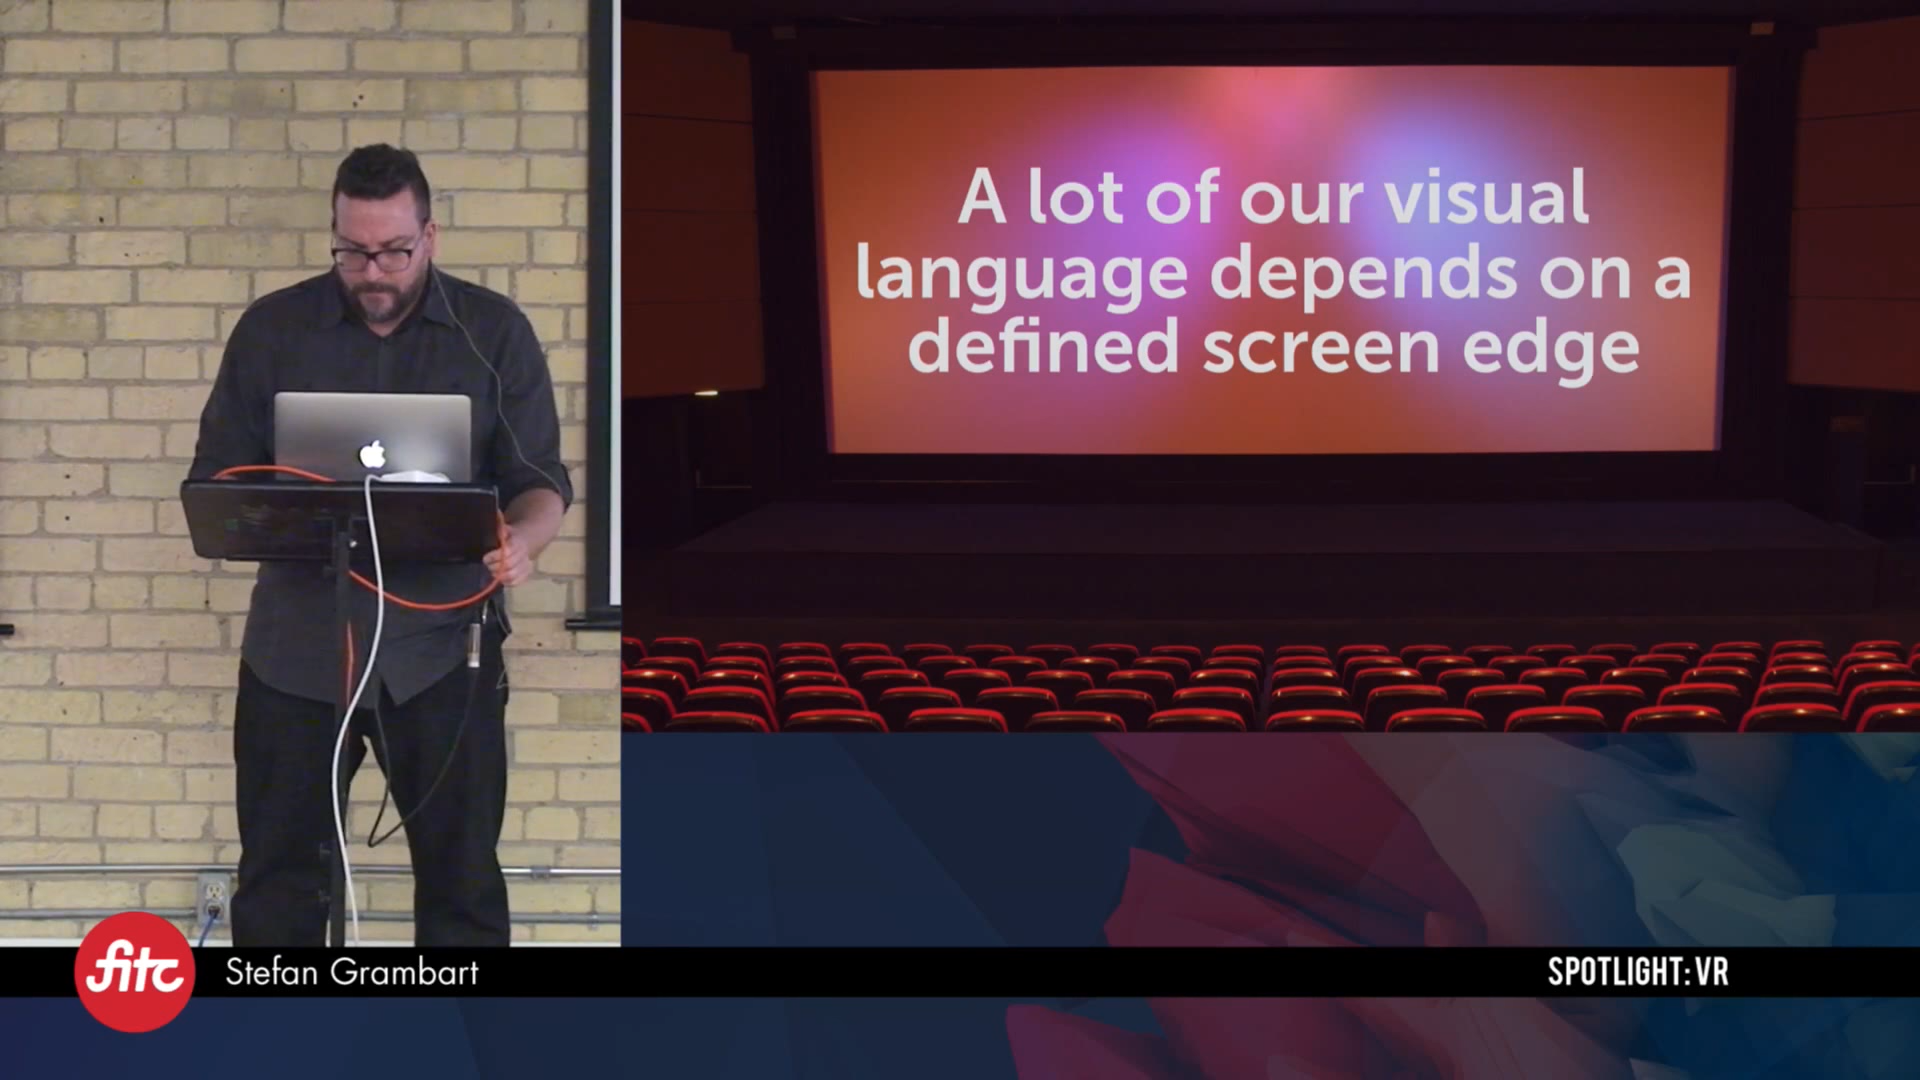 A lot of our visual
language depends on a
defined screen edge
fitc
Stefan Grambart
SPOTLIGHT: VR